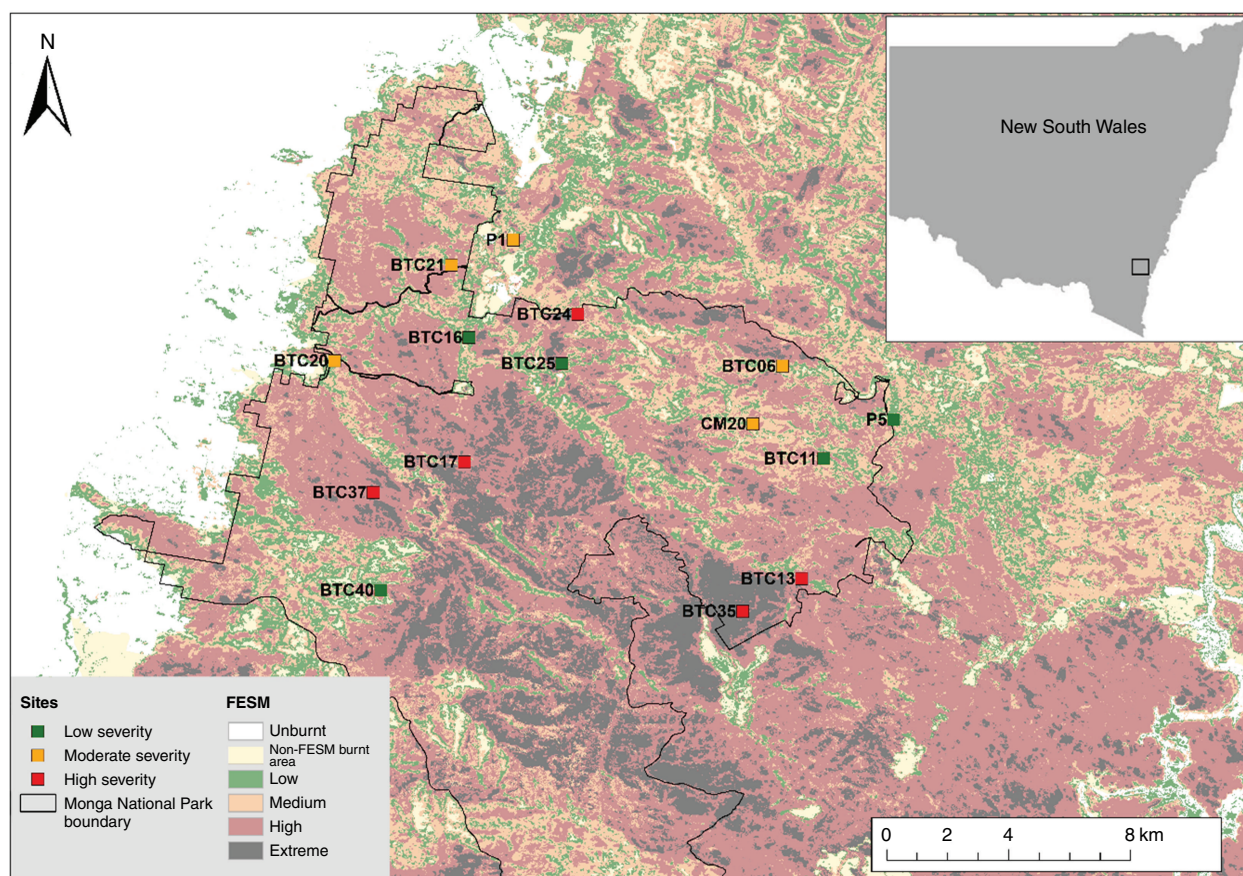 N
New South Wales
P1
BTC21
BTC24
BTC16
BTC25
BTC20
BTC06
P5
CM20
BTC11
BTC17
BTC37
BTC13
BTC40
BTC35
Sites
Low severity
Moderate severity
High severity
Monga National Park
boundary
FESM
Unburnt
Non-FESM burnt
area
Low
Medium
High
Extreme
0 2 4 8 km